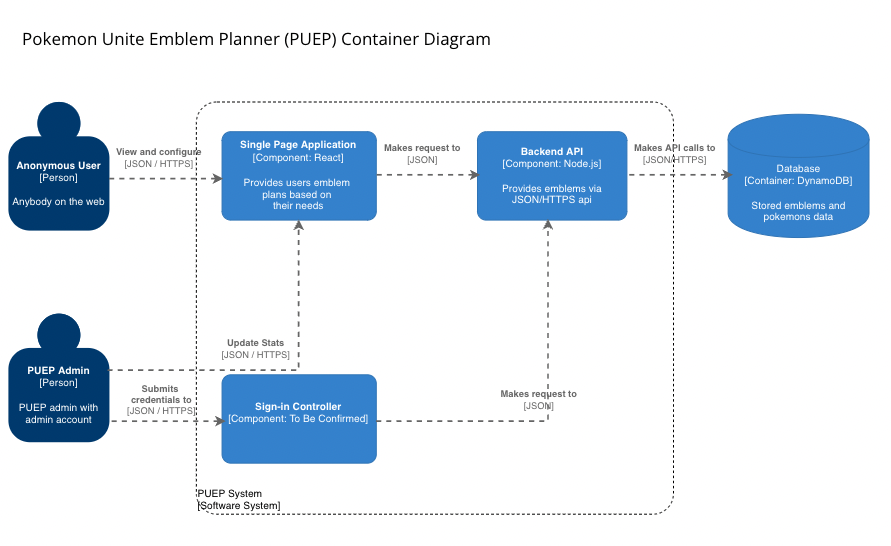 Pokemon Unite Emblem Planner (PUEP) Container Diagram
Anonymous User
[Person]
Anybody on the web
View and configure
[JSON / HTTPS]
Single Page Application
[Component: React]
Provides users emblem
plans based on
their needs
Makes request to
[JSON]
Backend API
[Component: Node.js]
Provides emblems via
JSON/HTTPS api
Makes API calls to
[JSON/HTTPS]
Database
[Container: DynamoDB]
Stored emblems and
pokemons data
PUEP Admin
[Person]
PUEP admin with
admin account
Update Stats
[JSON / HTTPS]
Submits
credentials to
[JSON / HTTPS]
Sign-in Controller
[Component: To Be Confirmed]
Makes request to
[JSON]
PUEP System
[Software System]